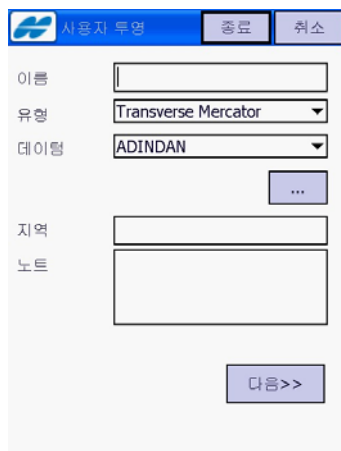 사용자 투영 종료 취소
이름
유형 Transverse Mercator
데이텀 ADINDAN
...
지역
노트
다음>>